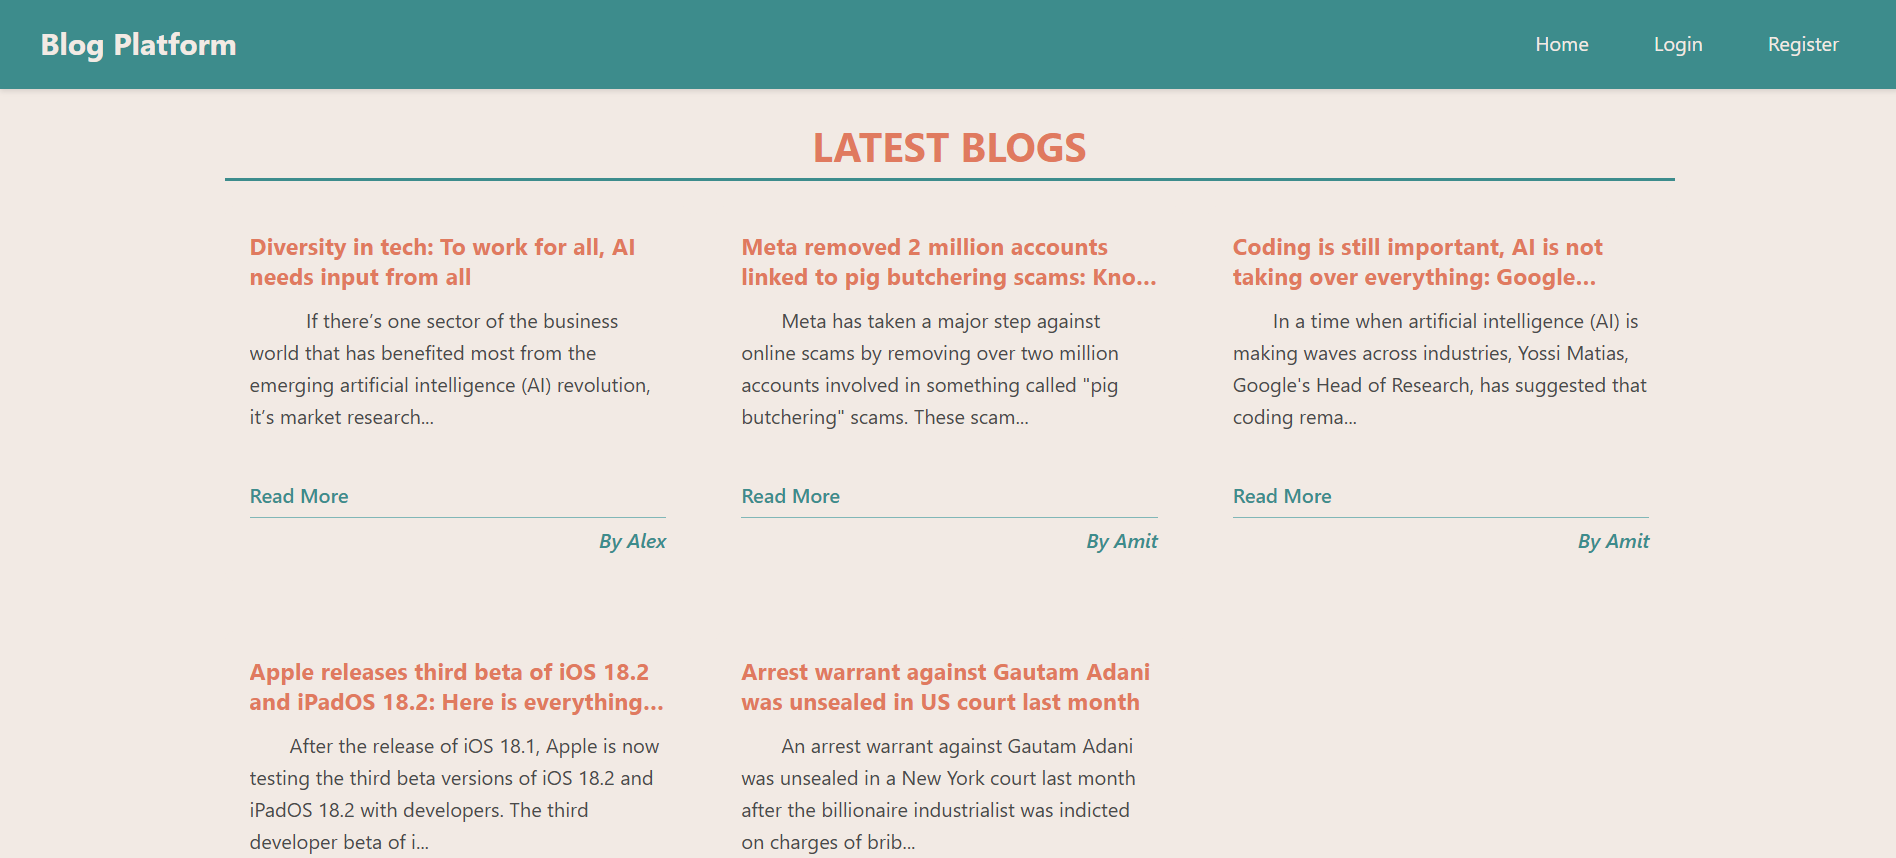 Blog Platform
Home
Login
Register
LATEST BLOGS
Diversity in tech: To work for all, AI
needs input from all
If there’s one sector of the business
world that has benefited most from the
emerging artificial intelligence (AI) revolution,
it’s market research...
Read More
By Alex
Meta removed 2 million accounts
linked to pig butchering scams: Kno...
Meta has taken a major step against
online scams by removing over two million
accounts involved in something called "pig
butchering" scams. These scam...
Read More
By Amit
Coding is still important, AI is not
taking over everything: Google...
In a time when artificial intelligence (AI) is
making waves across industries, Yossi Matias,
Google's Head of Research, has suggested that
coding rema...
Read More
By Amit
Apple releases third beta of iOS 18.2
and iPadOS 18.2: Here is everything...
After the release of iOS 18.1, Apple is now
testing the third beta versions of iOS 18.2 and
iPadOS 18.2 with developers. The third
developer beta of i...
Arrest warrant against Gautam Adani
was unsealed in US court last month
An arrest warrant against Gautam Adani
was unsealed in a New York court last month
after the billionaire industrialist was indicted
on charges of brib...